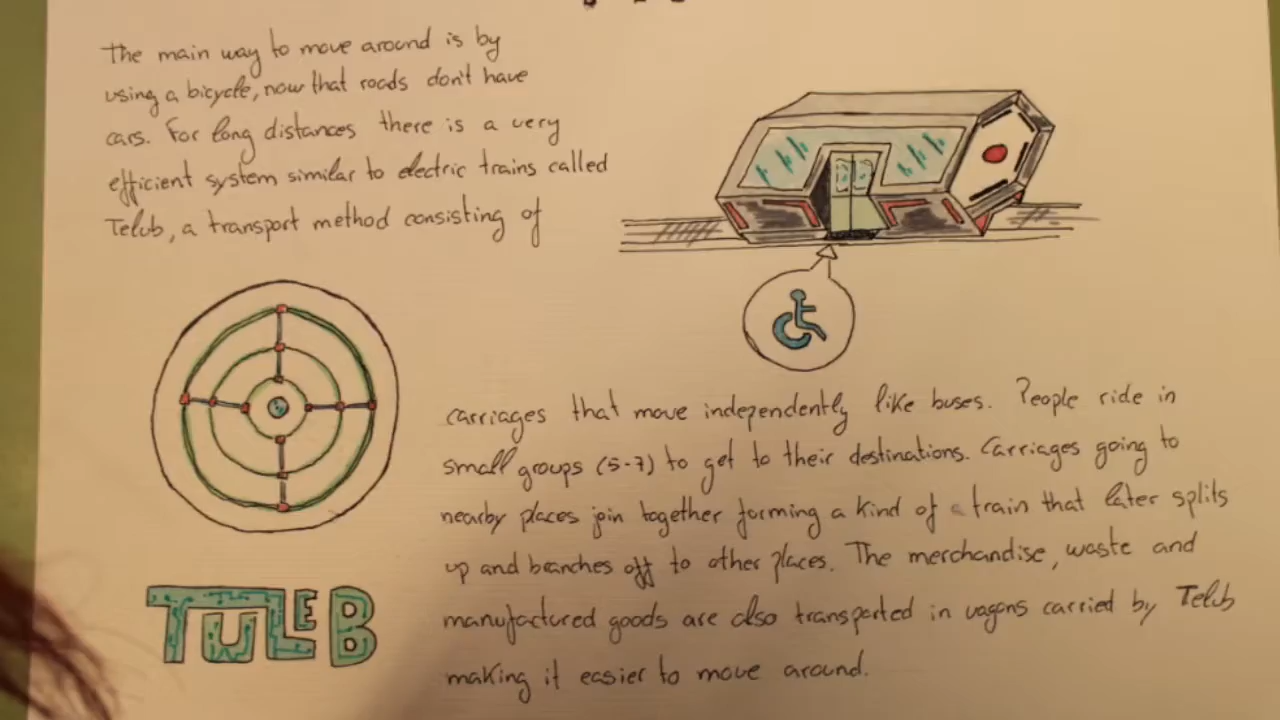 The main way to move around is by
using a bicycle, now that roads don't have
cars. For long distances there is a very
efficient system similar to electric trains called
Telub, a transport method consisting of
carriages that move independently like buses. People ride in
small groups (5-7) to get to their destinations. Carriages going to
nearby places join together forming a kind of a train that later splits
up and branches off to other places. The merchandise, waste and
manufactured goods are also transported in vagons carried by Telub
making it easier to move around.
TULEB